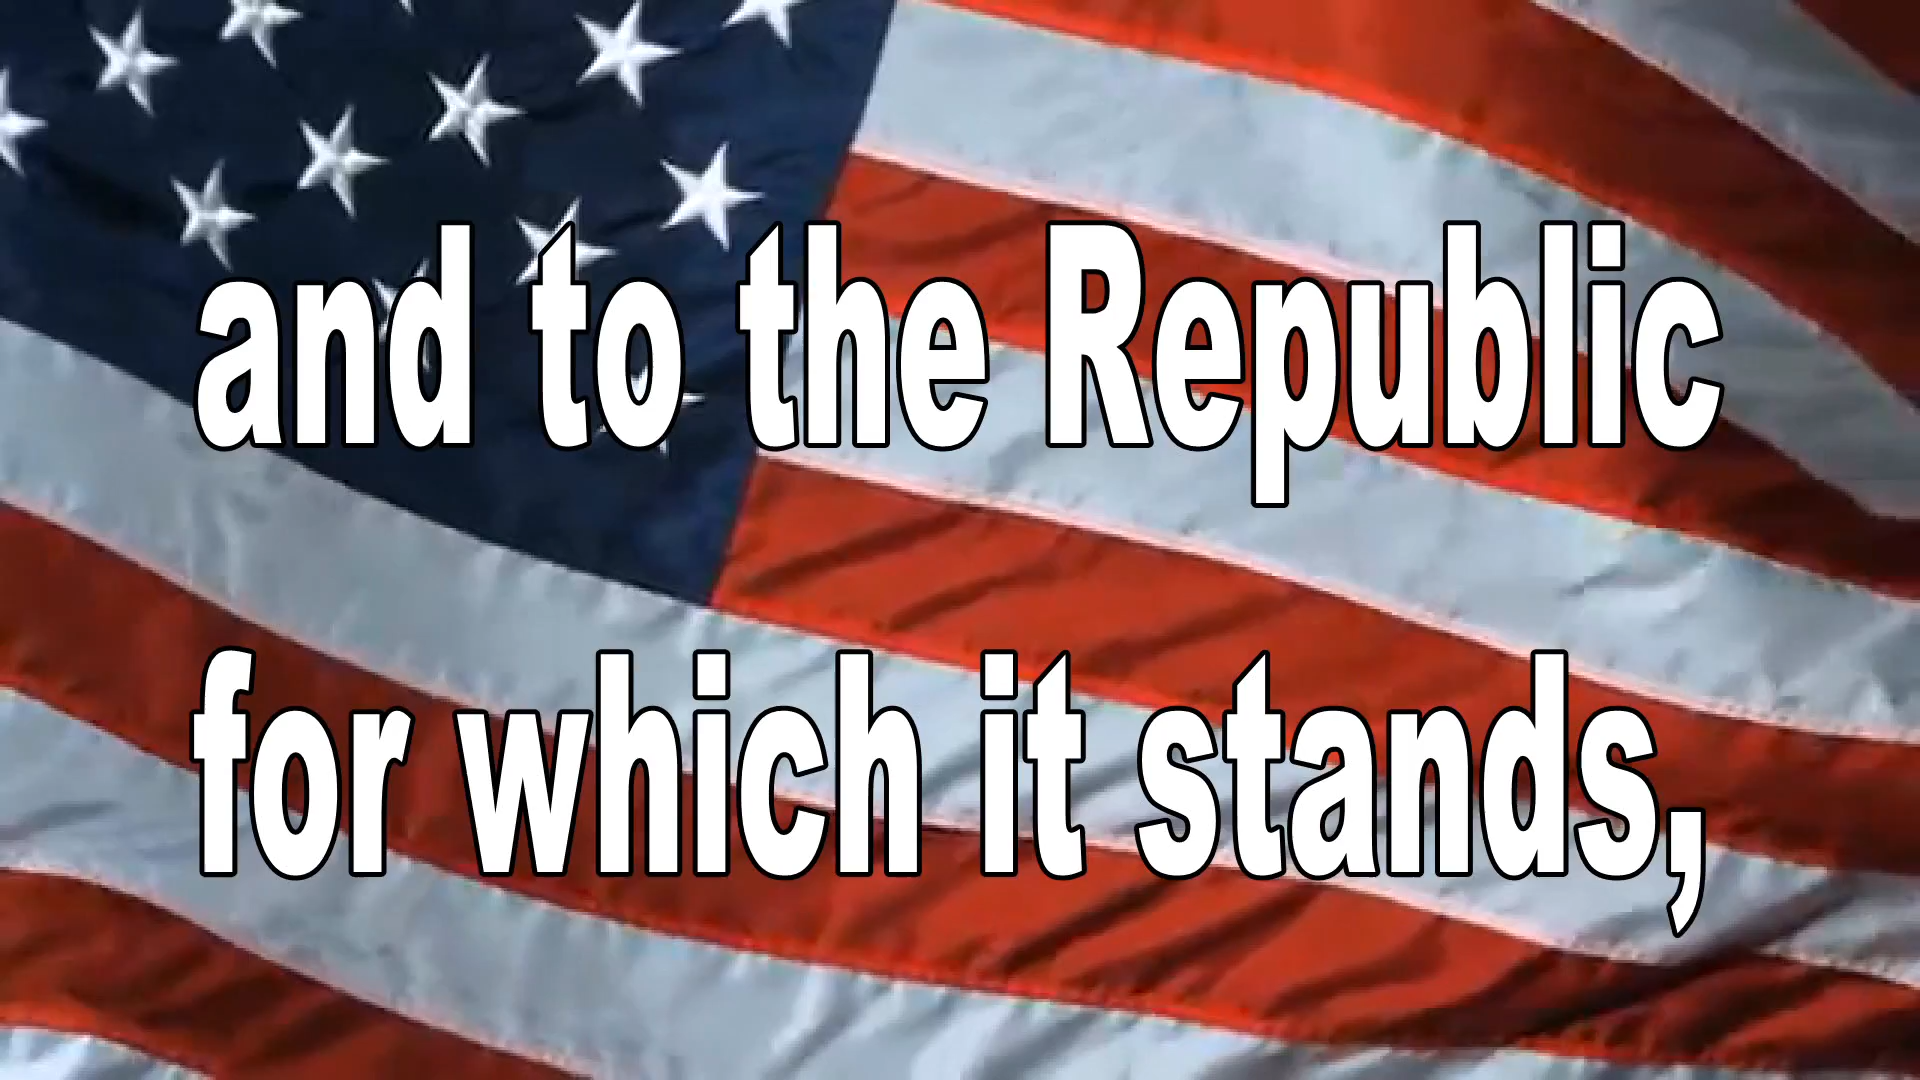 and to the Republic
for which it stands,